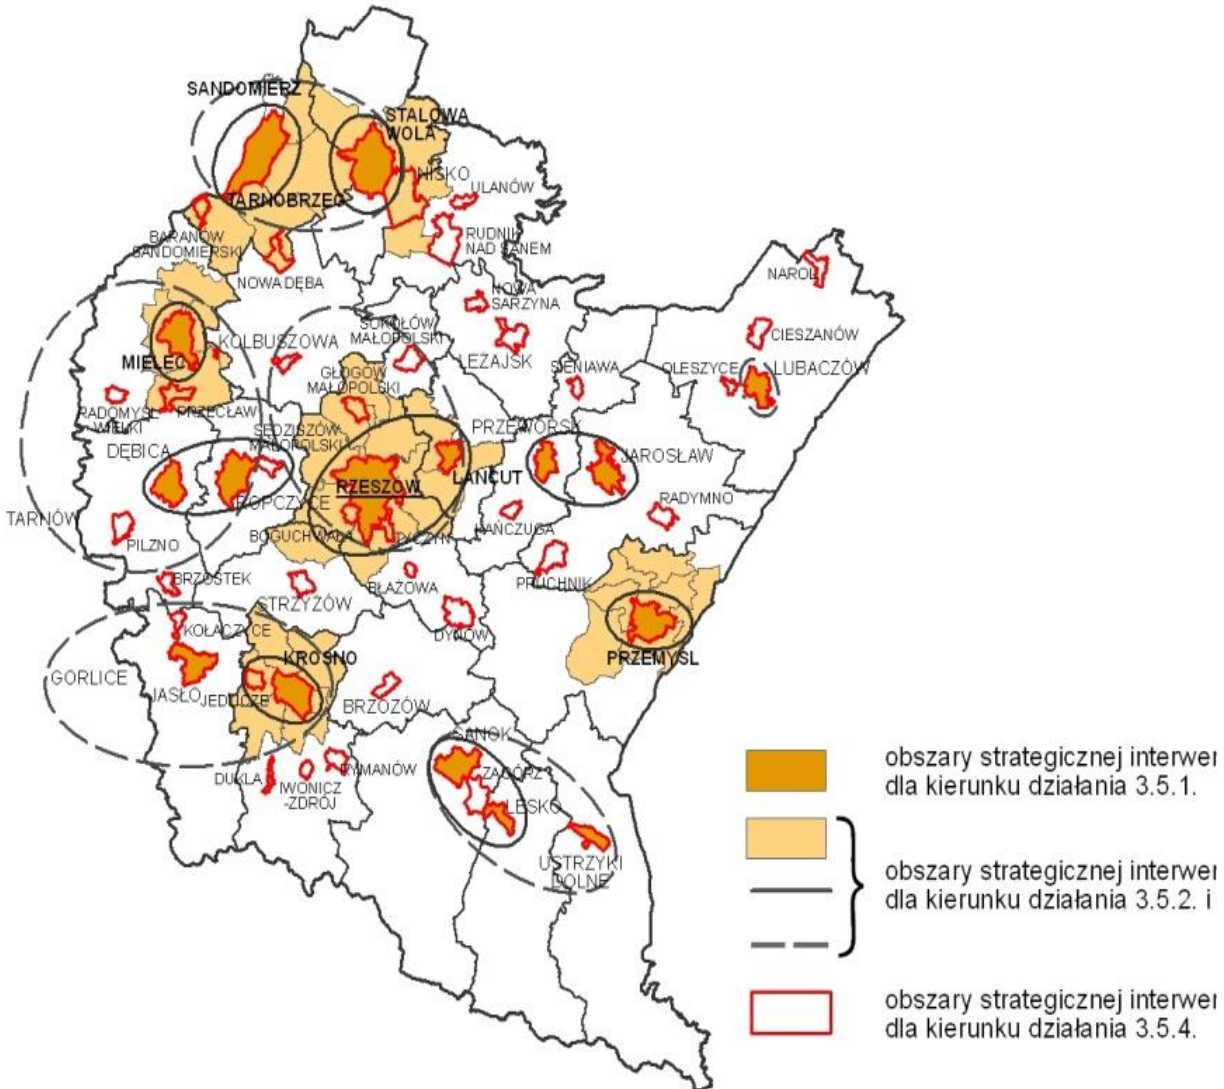 SANDOMIERZ
STALOWA
WOLA
NISKO
ULANÓW
TARNOBRZEG
RUDNIK
NAD SANEM
BARANÓW
SANDOMIERSKI
NOWA DĘBA
NAROL
NOWA
SARZYNA
SOKOŁÓW
MAŁOPOLSKI
CIESZANÓW
KOLBUSZOWA
LEŻAJSK
MIELEC
SIENIAWA
OLESZYCE
LUBACZÓW
GŁOGÓW
MAŁOPOLSKI
RADOMYŚL
WIELKI
PRZECŁAW
SĘDZISZÓW
MAŁOPOLSKI
PRZEWORSK
DĘBICA
JAROSŁAW
ŁAŃCUT
RZESZÓW
ROPCZYCE
RADYMNO
TARNÓW
KAŃCZUGA
PILZNO
BOGUCHWAŁA
TYCZYN
PRUCHNIK
BRZOSTEK
STRZYŻÓW
BŁAŻOWA
DYNÓW
KOŁACZYCE
KROSNO
PRZEMYŚL
GORLICE
JASŁO
JEDLICZE
BRZOZÓW
SANOK
DUKLA
IWONICZ
-ZDRÓJ
RYMANÓW
ZAGÓRZ
LESKO
USTRZYKI
DOLNE
obszary strategicznej interwen
dla kierunku działania 3.5.1.
obszary strategicznej interwen
dla kierunku działania 3.5.2. i
obszary strategicznej interwen
dla kierunku działania 3.5.4.